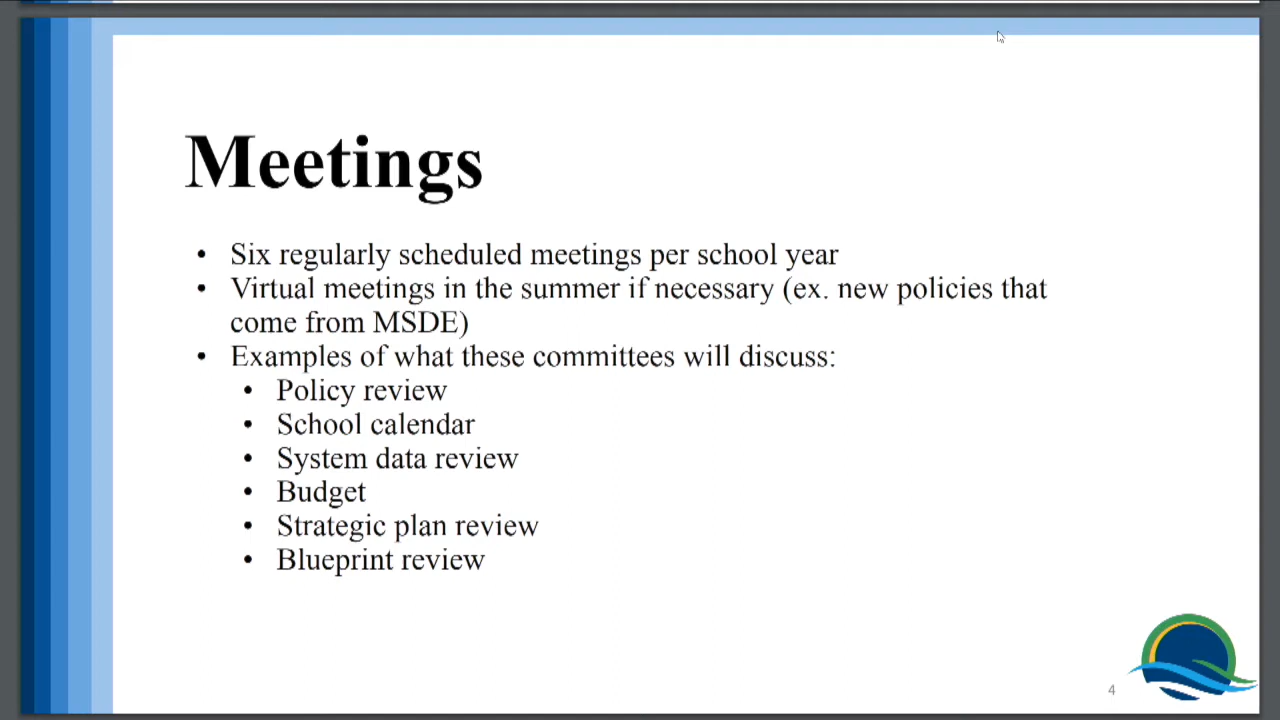 Meetings
• Six regularly scheduled meetings per school year
• Virtual meetings in the summer if necessary (ex. new policies that
come from MSDE)
• Examples of what these committees will discuss:
• Policy review
• School calendar
• System data review
• Budget
• Strategic plan review
• Blueprint review
4